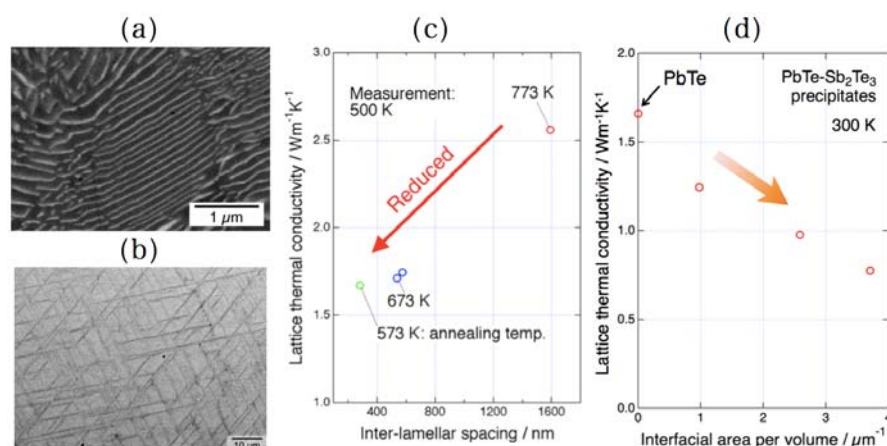 (a)
1 μm
(b)
10 μm
(c)
Lattice thermal conductivity / Wm⁻¹K⁻¹
3.0
2.5
2.0
1.5
1.0
Measurement:
500 K
773 K
Reduced
673 K
573 K: annealing temp.
400
800
1200
1600
Inter-lamellar spacing / nm
(d)
Lattice thermal conductivity / Wm⁻¹K⁻¹
2.0
1.5
1.0
0.5
0.0
PbTe
PbTe-Sb₂Te₃
precipitates
300 K
0
1
2
3
4
Interfacial area per volume / μm⁻¹